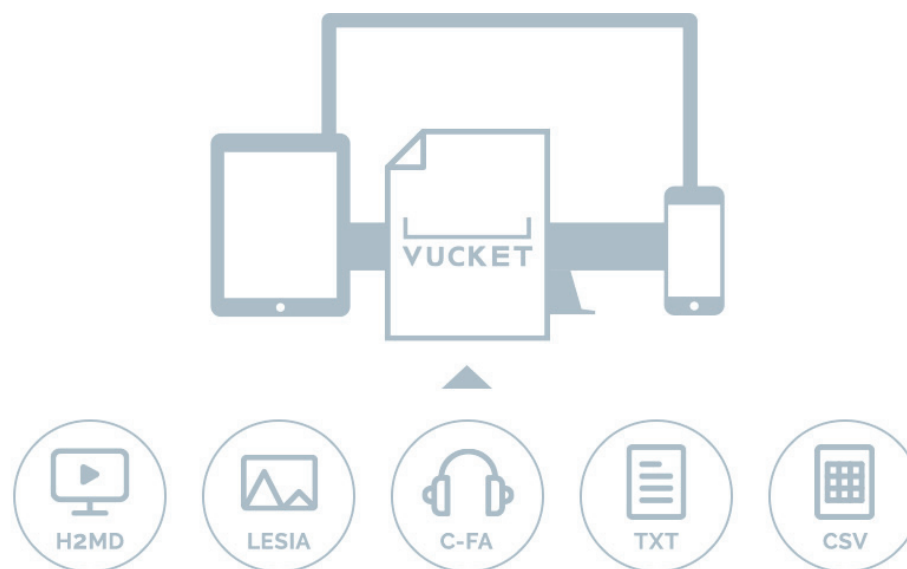 VUCKET
H2MD
LESIA
C-FA
TXT
CSV